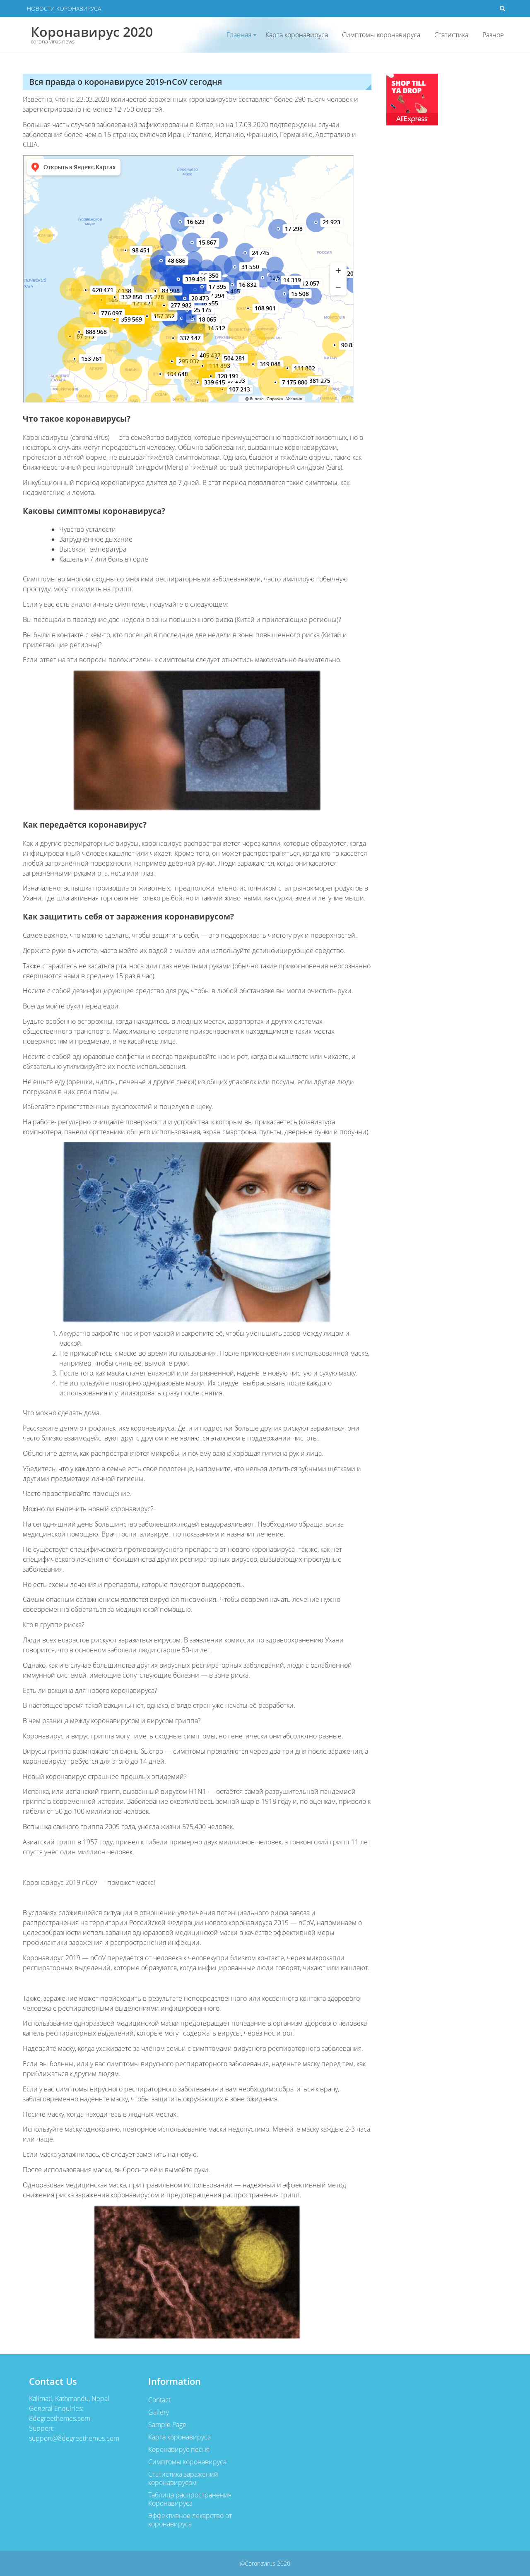 НОВОСТИ КОРОНАВИРУСА
Коронавирус 2020
corona virus news
Главная
Карта коронавируса
Симптомы коронавируса
Статистика
Разное
Вся правда о коронавирусе 2019-nCoV сегодня
Известно, что на 23.03.2020 количество зараженных коронавирусом составляет более 290 тысяч человек и
зарегистрировано не менее 12 750 смертей.
Большая часть случаев заболеваний зафиксированы в Китае, но на 17.03.2020 подтверждены случаи
заболевания более чем в 15 странах, включая Иран, Италию, Испанию, Францию, Германию, Австралию и
США.
SHOP TILL
YA DROP
AliExpress
Открыть в Яндекс.Картах
16 629
17 298
21 923
98 451
15 867
48 686
24 745
31 550
339 431
14 319
17 395
16 832
620 471
332 850
15 508
20 473
277 982
25 175
108 901
776 097
359 569
157 352
18 065
14 512
888 968
337 147
153 761
504 281
319 848
111 802
104 648
128 191
339 615
7 175 880
381 275
107 213
© Яндекс Справка Условия
Что такое коронавирусы?
Коронавирусы (corona virus) — это семейство вирусов, которые преимущественно поражают животных, но в
некоторых случаях могут передаваться человеку. Обычно заболевания, вызванные коронавирусами,
протекают в лёгкой форме, не вызывая тяжёлой симптоматики. Однако, бывают и тяжёлые формы, такие как
ближневосточный респираторный синдром (Mers) и тяжёлый острый респираторный синдром (Sars).
Инкубационный период коронавируса длится до 7 дней. В этот период появляются такие симптомы, как
недомогание и ломота.
Каковы симптомы коронавируса?
Чувство усталости
Затруднённое дыхание
Высокая температура
Кашель и / или боль в горле
Симптомы во многом сходны со многими респираторными заболеваниями, часто имитируют обычную
простуду, могут походить на грипп.
Если у вас есть аналогичные симптомы, подумайте о следующем:
Вы посещали в последние две недели в зоны повышенного риска (Китай и прилегающие регионы)?
Вы были в контакте с кем-то, кто посещал в последние две недели в зоны повышенного риска (Китай и
прилегающие регионы)?
Если ответ на эти вопросы положителен- к симптомам следует отнестись максимально внимательно.
Как передаётся коронавирус?
Как и другие респираторные вирусы, коронавирус распространяется через капли, которые образуются, когда
инфицированный человек кашляет или чихает. Кроме того, он может распространяться, когда кто-то касается
любой загрязнённой поверхности, например дверной ручки. Люди заражаются, когда они касаются
загрязнёнными руками рта, носа или глаз.
Изначально, вспышка произошла от животных, предположительно, источником стал рынок морепродуктов в
Ухани, где шла активная торговля не только рыбой, но и такими животными, как сурки, змеи и летучие мыши.
Как защитить себя от заражения коронавирусом?
Самое важное, что можно сделать, чтобы защитить себя, — это поддерживать чистоту рук и поверхностей.
Держите руки в чистоте, часто мойте их водой с мылом или используйте дезинфицирующее средство.
Также старайтесь не касаться рта, носа или глаз немытыми руками (обычно такие прикосновения неосознанно
совершаются нами в среднем 15 раз в час).
Носите с собой дезинфицирующее средство для рук, чтобы в любой обстановке вы могли очистить руки.
Всегда мойте руки перед едой.
Будьте особенно осторожны, когда находитесь в людных местах, аэропортах и других системах
общественного транспорта. Максимально сократите прикосновения к находящимся в таких местах
поверхностям и предметам, и не касайтесь лица.
Носите с собой одноразовые салфетки и всегда прикрывайте нос и рот, когда вы кашляете или чихаете, и
обязательно утилизируйте их после использования.
Не ешьте еду (орешки, чипсы, печенье и другие снеки) из общих упаковок или посуды, если другие люди
погружали в них свои пальцы.
Избегайте приветственных рукопожатий и поцелуев в щеку.
На работе- регулярно очищайте поверхности и устройства, к которым вы прикасаетесь (клавиатура
компьютера, панели оргтехники общего использования, экран смартфона, пульты, дверные ручки и поручни).
1. Аккуратно закройте нос и рот маской и закрепите её, чтобы уменьшить зазор между лицом и
маской.
2. Не прикасайтесь к маске во время использования. После прикосновения к использованной маске,
например, чтобы снять её, вымойте руки.
3. После того, как маска станет влажной или загрязнённой, наденьте новую чистую и сухую маску.
4. Не используйте повторно одноразовые маски. Их следует выбрасывать после каждого
использования и утилизировать сразу после снятия.
Что можно сделать дома.
Расскажите детям о профилактике коронавируса. Дети и подростки больше других рискуют заразиться, они
часто близко взаимодействуют друг с другом и не являются эталоном в поддержании чистоты.
Объясните детям, как распространяются микробы, и почему важна хорошая гигиена рук и лица.
Убедитесь, что у каждого в семье есть своё полотенце, напомните, что нельзя делиться зубными щётками и
другими предметами личной гигиены.
Часто проветривайте помещение.
Можно ли вылечить новый коронавирус?
На сегодняшний день большинство заболевших людей выздоравливают. Необходимо обращаться за
медицинской помощью. Врач госпитализирует по показаниям и назначит лечение.
Не существует специфического противовирусного препарата от нового коронавируса- так же, как нет
специфического лечения от большинства других респираторных вирусов, вызывающих простудные
заболевания.
Но есть схемы лечения и препараты, которые помогают выздороветь.
Самым опасным осложнением является вирусная пневмония. Чтобы вовремя начать лечение нужно
своевременно обратиться за медицинской помощью.
Кто в группе риска?
Люди всех возрастов рискуют заразиться вирусом. В заявлении комиссии по здравоохранению Ухани
говорится, что в основном заболели люди старше 50-ти лет.
Однако, как и в случае большинства других вирусных респираторных заболеваний, люди с ослабленной
иммунной системой, имеющие сопутствующие болезни — в зоне риска.
Есть ли вакцина для нового коронавируса?
В настоящее время такой вакцины нет, однако, в ряде стран уже начаты её разработки.
В чем разница между коронавирусом и вирусом гриппа?
Коронавирус и вирус гриппа могут иметь сходные симптомы, но генетически они абсолютно разные.
Вирусы гриппа размножаются очень быстро — симптомы проявляются через два-три дня после заражения, а
коронавирусу требуется для этого до 14 дней.
Новый коронавирус страшнее прошлых эпидемий?
Испанка, или испанский грипп, вызванный вирусом H1N1 — остаётся самой разрушительной пандемией
гриппа в современной истории. Заболевание охватило весь земной шар в 1918 году и, по оценкам, привело к
гибели от 50 до 100 миллионов человек.
Вспышка свиного гриппа 2009 года, унесла жизни 575,400 человек.
Азиатский грипп в 1957 году, привёл к гибели примерно двух миллионов человек, а гонконгский грипп 11 лет
спустя унёс один миллион человек.
Коронавирус 2019 nCoV — поможет маска!
В условиях сложившейся ситуации в отношении увеличения потенциального риска завоза и
распространения на территории Российской Федерации нового коронавируса 2019 — nCoV, напоминаем о
целесообразности использования одноразовой медицинской маски в качестве эффективной меры
профилактики заражения и распространения инфекции.
Коронавирус 2019 — nCoV передаётся от человека к человекупри близком контакте, через микрокапли
респираторных выделений, которые образуются, когда инфицированные люди говорят, чихают или кашляют.
Также, заражение может происходить в результате непосредственного или косвенного контакта здорового
человека с респираторными выделениями инфицированного.
Использование одноразовой медицинской маски предотвращает попадание в организм здорового человека
капель респираторных выделений, которые могут содержать вирусы, через нос и рот.
Надевайте маску, когда ухаживаете за членом семьи с симптомами вирусного респираторного заболевания.
Если вы больны, или у вас симптомы вирусного респираторного заболевания, наденьте маску перед тем, как
приближаться к другим людям.
Если у вас симптомы вирусного респираторного заболевания и вам необходимо обратиться к врачу,
заблаговременно наденьте маску, чтобы защитить окружающих в зоне ожидания.
Носите маску, когда находитесь в людных местах.
Используйте маску однократно, повторное использование маски недопустимо. Меняйте маску каждые 2-3 часа
или чаще.
Если маска увлажнилась, её следует заменить на новую.
После использования маски, выбросьте её и вымойте руки.
Одноразовая медицинская маска, при правильном использовании — надёжный и эффективный метод
снижения риска заражения коронавирусом и предотвращения распространения грипп.
Contact Us
Kalimati, Kathmandu, Nepal
General Enquiries:
8degreethemes.com
Support:
support@8degreethemes.com
Information
Contact
Gallery
Sample Page
Карта коронавируса
Коронавирус песня
Симптомы коронавируса
Статистика заражений
коронавирусом
Таблица распространения
Коронавируса
Эффективное лекарство от
коронавируса
@Coronavirus 2020